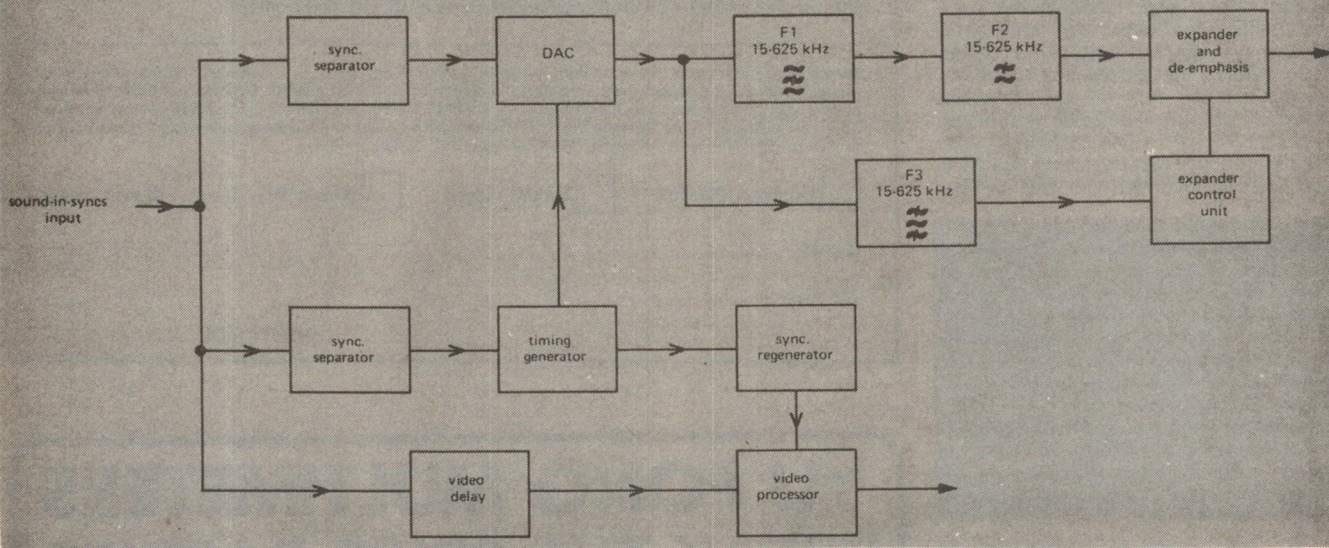 sync.
separator
DAC
F1
15-625 kHz
F2
15-625 kHz
expander
and
de-emphasis
sound-in-syncs
input
F3
15-625 kHz
expander
control
unit
sync.
separator
timing
generator
sync.
regenerator
video
delay
video
processor